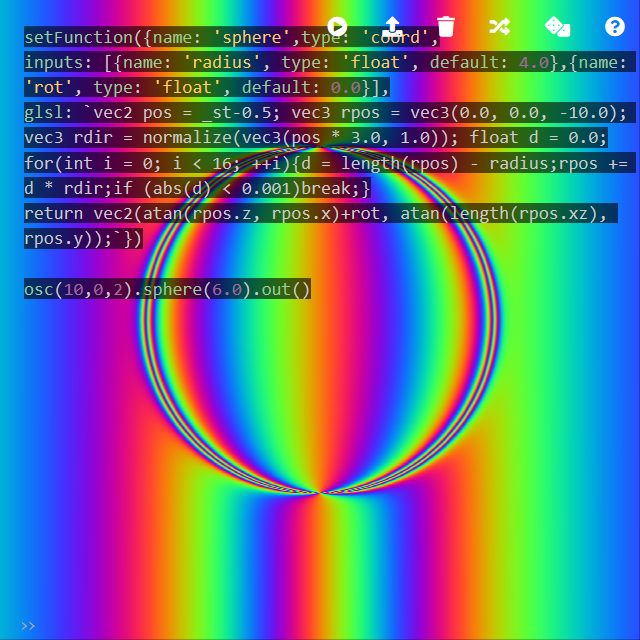 setFunction({name: 'sphere',type: 'coord',
inputs: [{name: 'radius', type: 'float', default: 4.0},{name:
'rot', type: 'float', default: 0.0}],
glsl: `vec2 pos = _st-0.5; vec3 rpos = vec3(0.0, 0.0, -10.0);
vec3 rdir = normalize(vec3(pos * 3.0, 1.0)); float d = 0.0;
for(int i = 0; i < 16; ++i){d = length(rpos) - radius;rpos +=
d * rdir;if (abs(d) < 0.001)break;}
return vec2(atan(rpos.z, rpos.x)+rot, atan(length(rpos.xz),
rpos.y));`})
osc(10,0,2).sphere(6.0).out()
>>